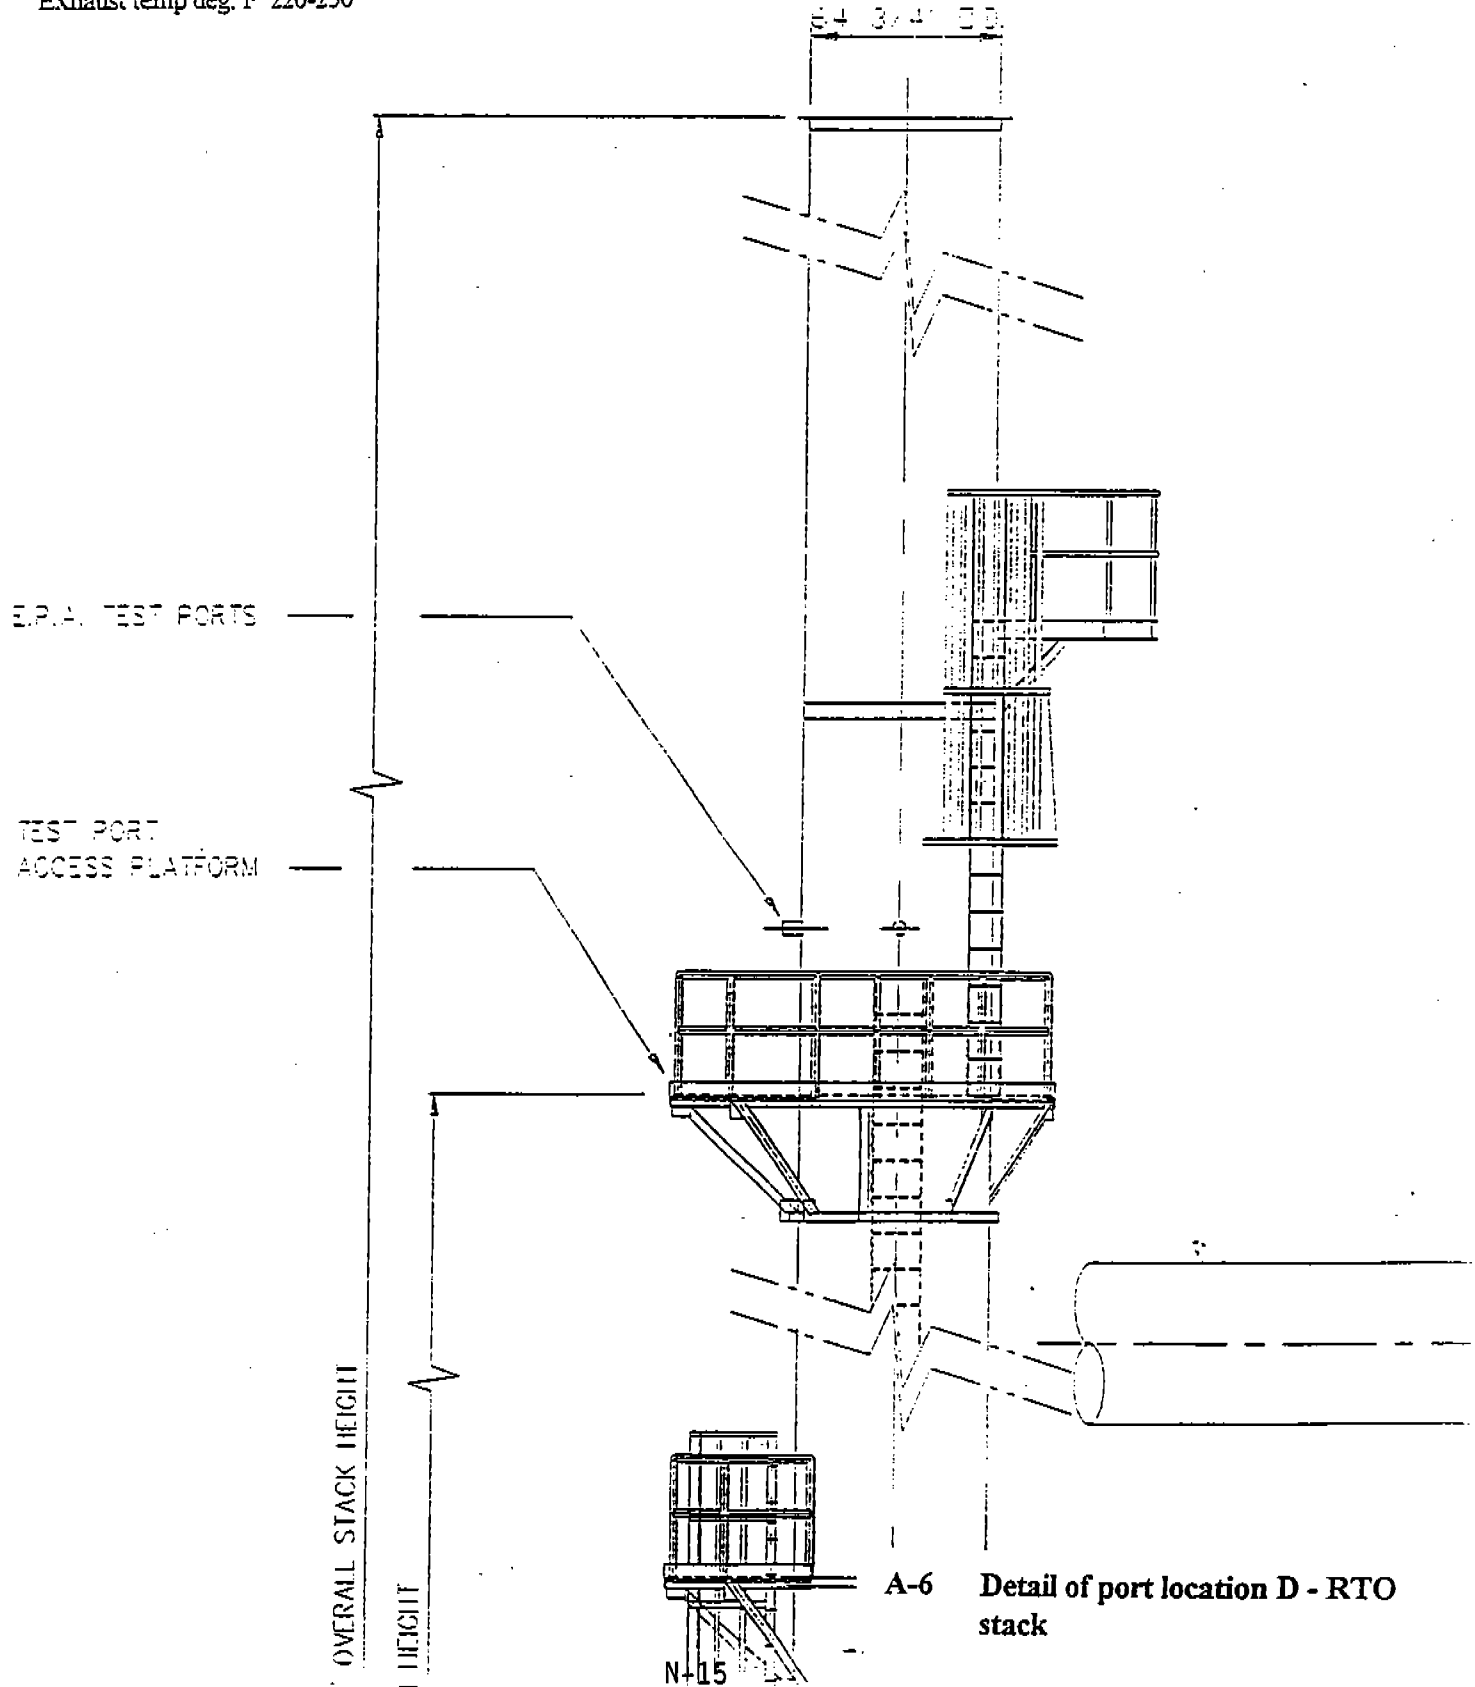 Exhaust temp deg. F 220-250
64 3/4" O.D.
E.P.A. TEST PORTS
TEST PORT
ACCESS PLATFORM
OVERALL STACK HEIGHT
HEIGHT
A-6 Detail of port location D - RTO
stack
N-15